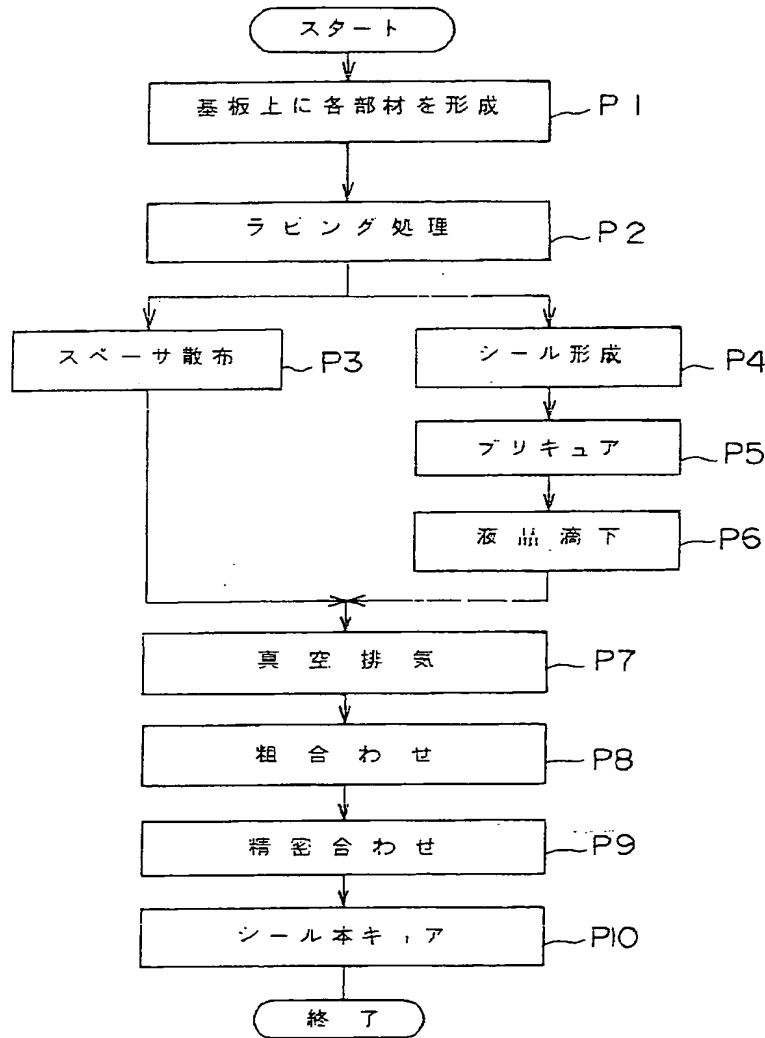 スタート
基板上に各部材を形成 P1
ラビング処理 P2
スペーサ散布 P3
シール形成 P4
プリキュア P5
液晶滴下 P6
真空排気 P7
粗合わせ P8
精密合わせ P9
シール本キュア P10
終了